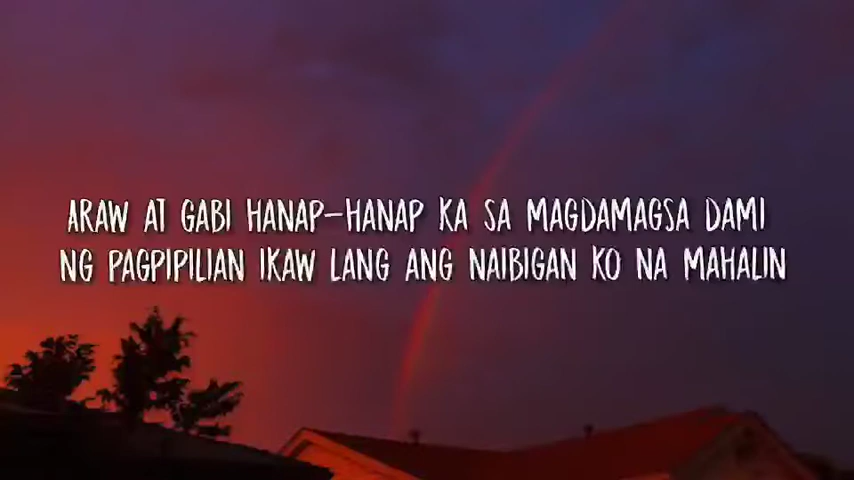 ARAW AT GABI HANAP-HANAP KA SA MAGDAMAGSA DAMI
NG PAGPIPILIAN IKAW LANG ANG NAIBIGAN KO NA MAHALIN